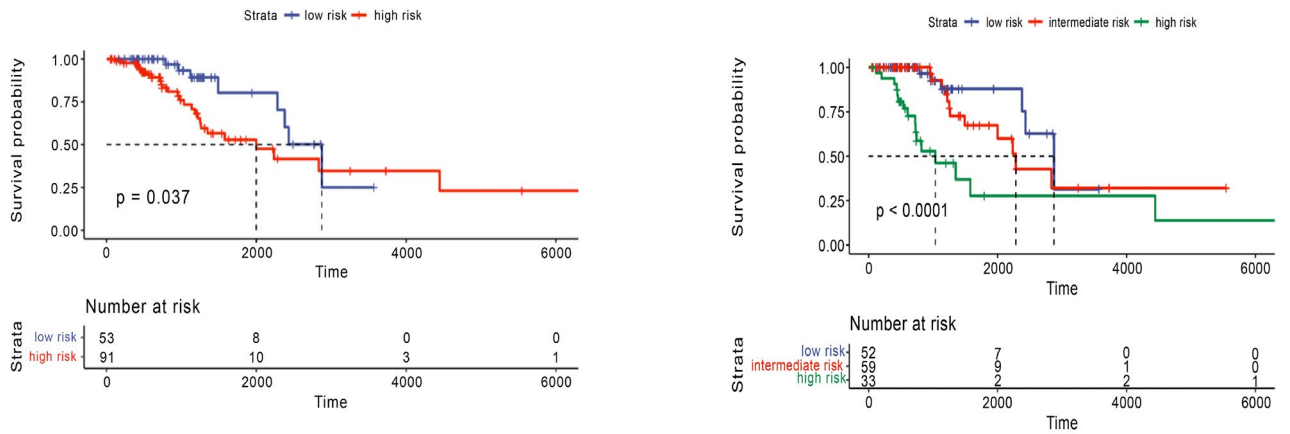 Strata low risk high risk
Survival probability
1.00
0.75
0.50
0.25
0.00
p = 0.037
0 2000 4000 6000
Time
Number at risk
Strata
low risk 53 8 0 0
high risk 91 10 3 1
0 2000 4000 6000
Time
Strata low risk intermediate risk high risk
Survival probability
1.00
0.75
0.50
0.25
0.00
p < 0.0001
0 2000 4000 6000
Time
Number at risk
Strata
low risk 52 7 0 0
intermediate risk 59 9 1 0
high risk 33 2 2 1
0 2000 4000 6000
Time